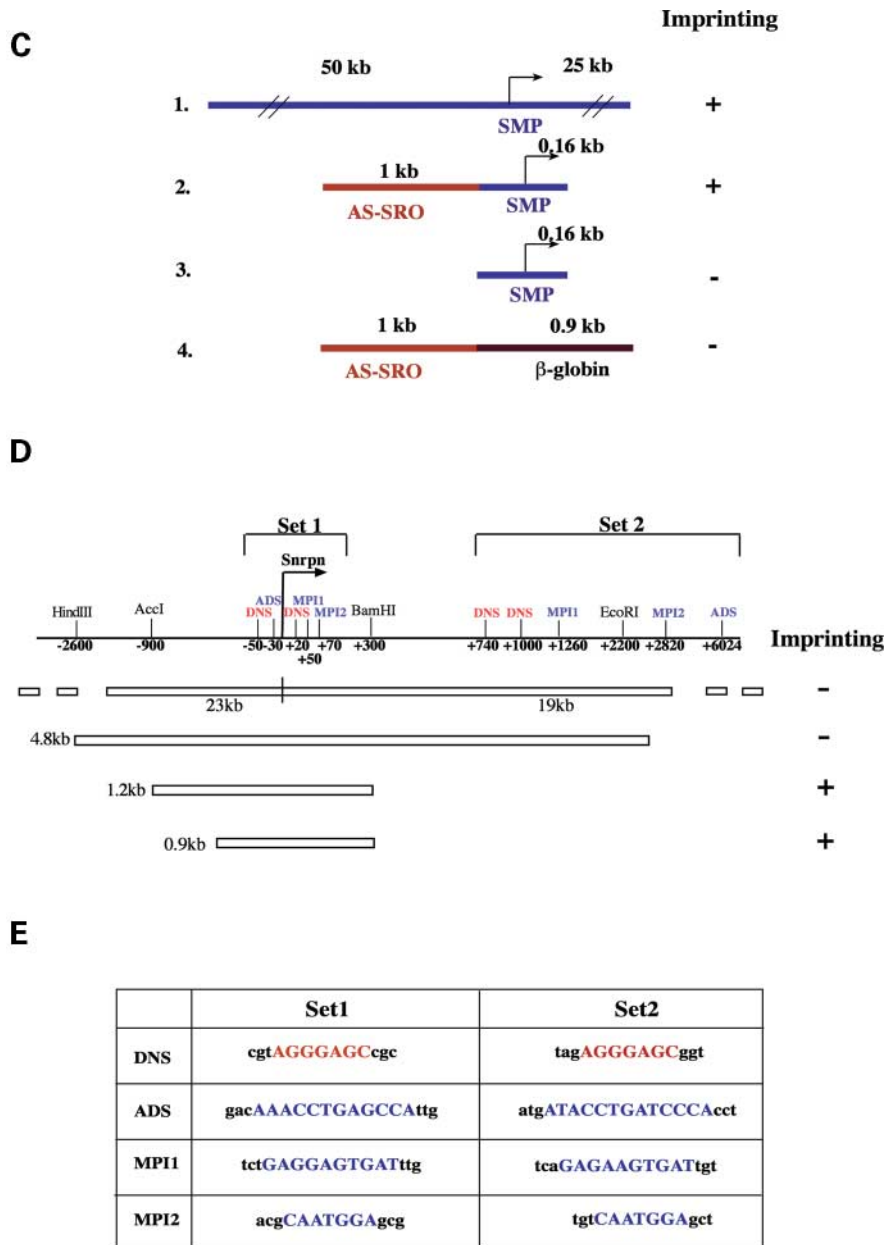 Imprinting
C
50 kb 25 kb
1. SMP +
0.16 kb
1 kb
2. +
AS-SRO SMP
0.16 kb
3. -
SMP
1 kb 0.9 kb
4. -
AS-SRO β-globin
D
Set 1 Set 2
Snrpn
ADS MPI1
HindIII AccI DNS DNS MPI2 BamHI DNS DNS MPI1 EcoRI MPI2 ADS
-2600 -900 -50 -30 +20 +70 +300 +740 +1000 +1260 +2200 +2820 +6024 Imprinting
+50
23kb 19kb -
4.8kb -
1.2kb +
0.9kb +
E
Set1 Set2
DNS cgtAGGGAGCcgc tagAGGGAGCggt
ADS gacAAACCTGAGCCAttg atgATACCTGATCCCAcct
MPI1 tctGAGGAGTGATttg tcaGAGAAGTGATtgt
MPI2 acgCAATGGAgcg tgtCAATGGAgct